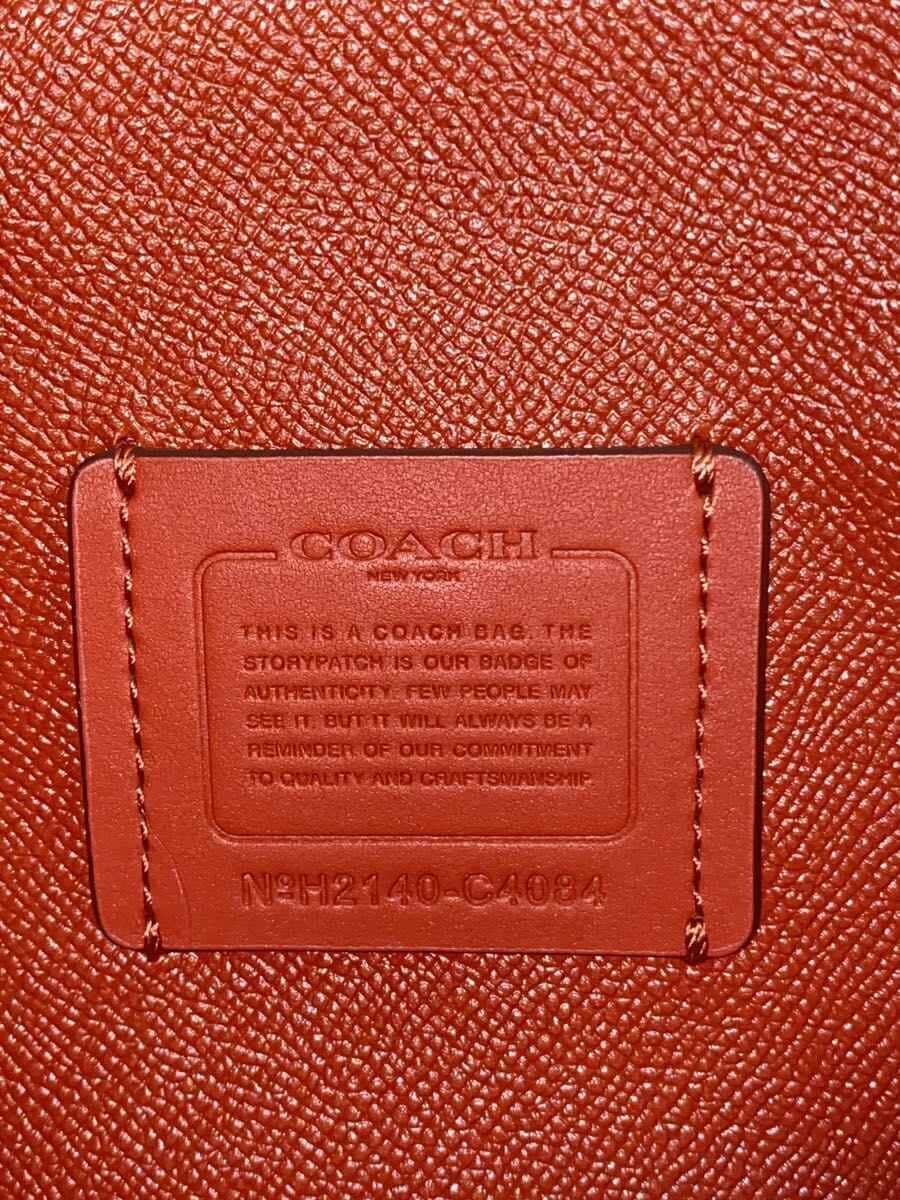 COACH
NEW YORK
THIS IS A COACH BAG. THE
STORYPATCH IS OUR BADGE OF
AUTHENTICITY. FEW PEOPLE MAY
SEE IT, BUT IT WILL ALWAYS BE A
REMINDER OF OUR COMMITMENT
TO QUALITY AND CRAFTSMANSHIP.
NºH2140-C4084